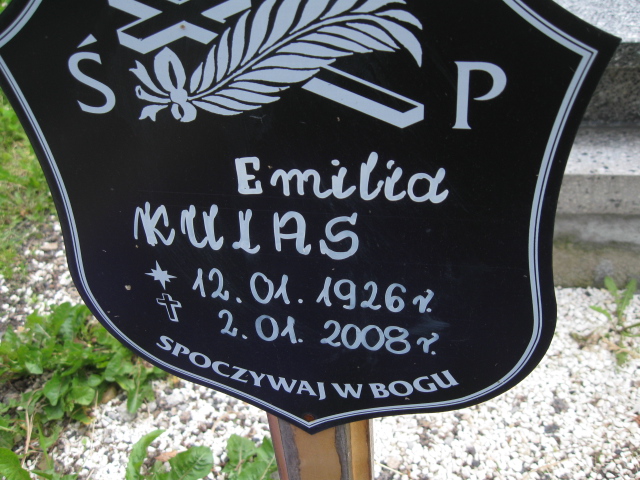 Ś P
Emilia
KULAS
12.01.1926 r.
2.01.2008 r.
SPOCZYWAJ W BOGU